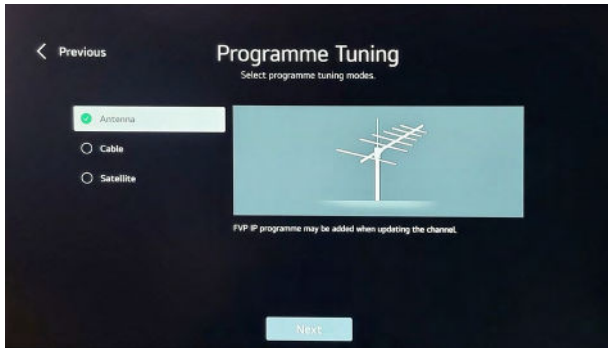 Previous
Programme Tuning
Select programme tuning modes.
Antenna
Cable
Satellite
FVP IP programme may be added when updating the channel.
Next